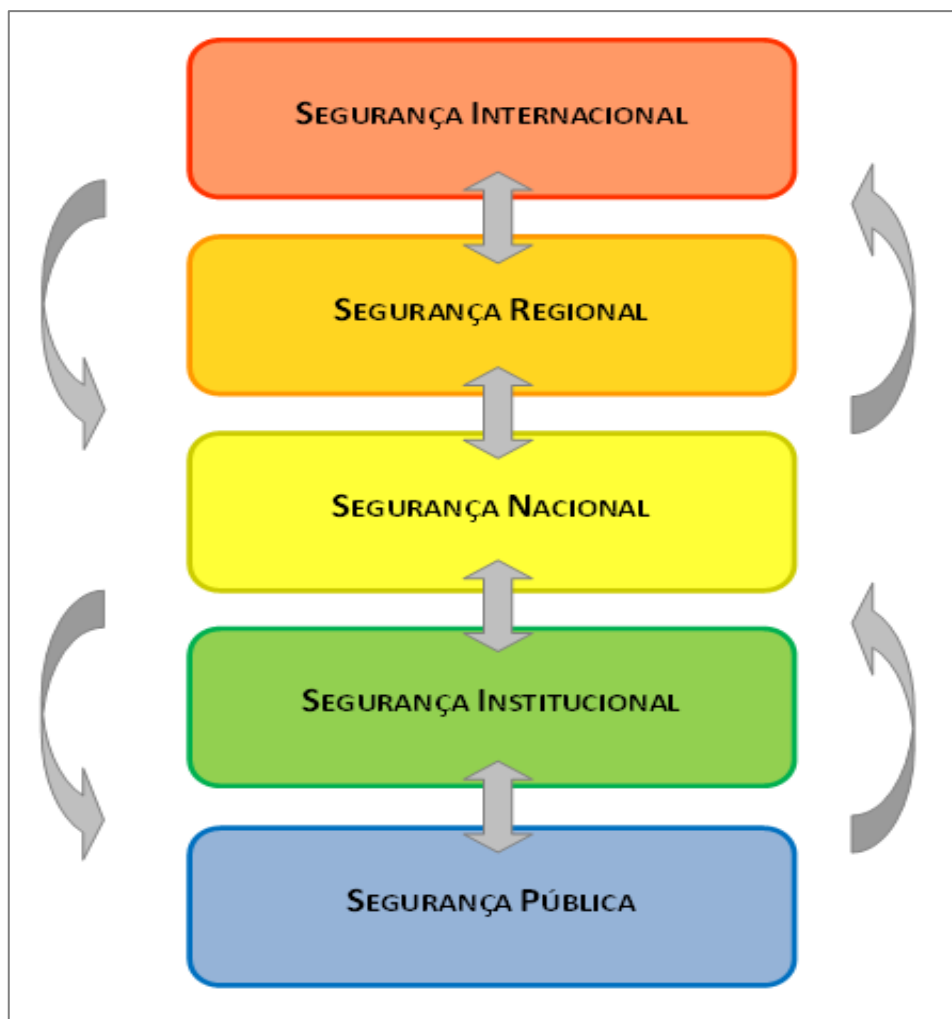 Segurança Internacional
Segurança Regional
Segurança Nacional
Segurança Institucional
Segurança Pública